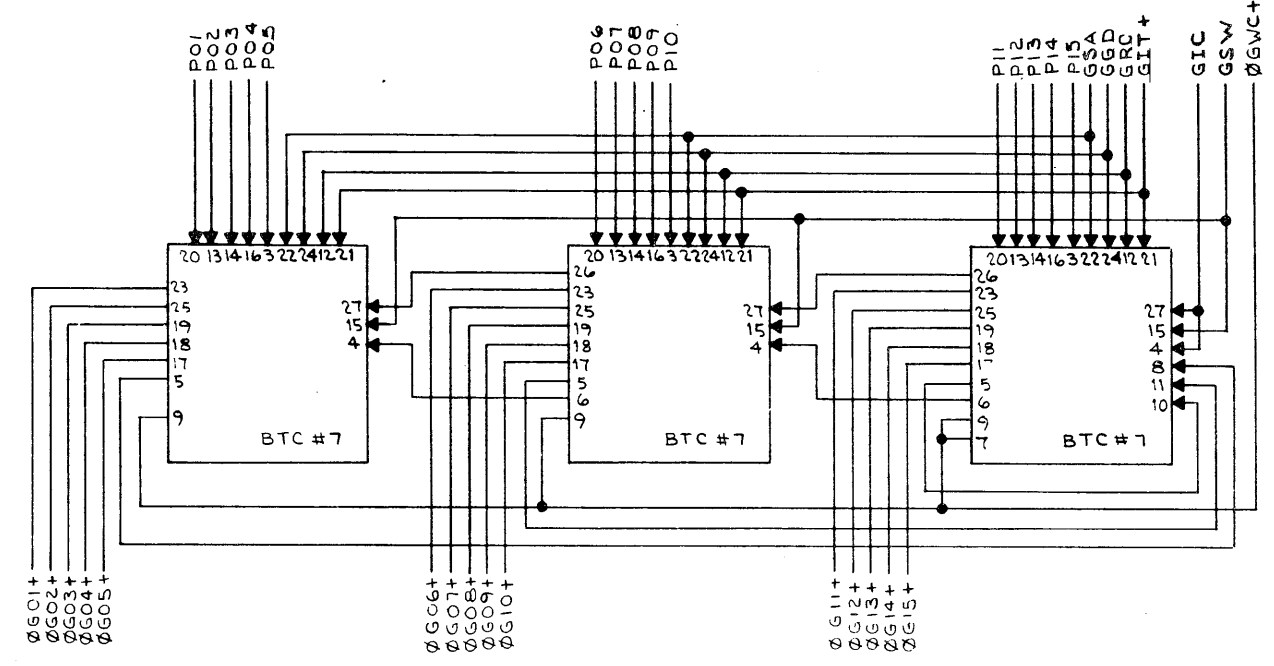 P01 P02 P03 P04 P05
P06 P07 P08 P09 P10
P11 P12 P13 P14 P15 GSA GGD GRC GIT+
GIC GSW ØGWC+
20 13 14 16 3 22 24 12 21
23
25
19
18
17
5
9
27
15
4
BTC #7
20 13 14 16 3 22 24 12 21
26
23
25
19
18
17
5
6
9
27
15
4
BTC #7
20 13 14 16 3 22 24 12 21
26
23
25
19
18
17
5
6
9
7
27
15
4
8
11
10
BTC #7
ØG01+ ØG02+ ØG03+ ØG04+ ØG05+
ØG06+ ØG07+ ØG08+ ØG09+ ØG10+
ØG11+ ØG12+ ØG13+ ØG14+ ØG15+